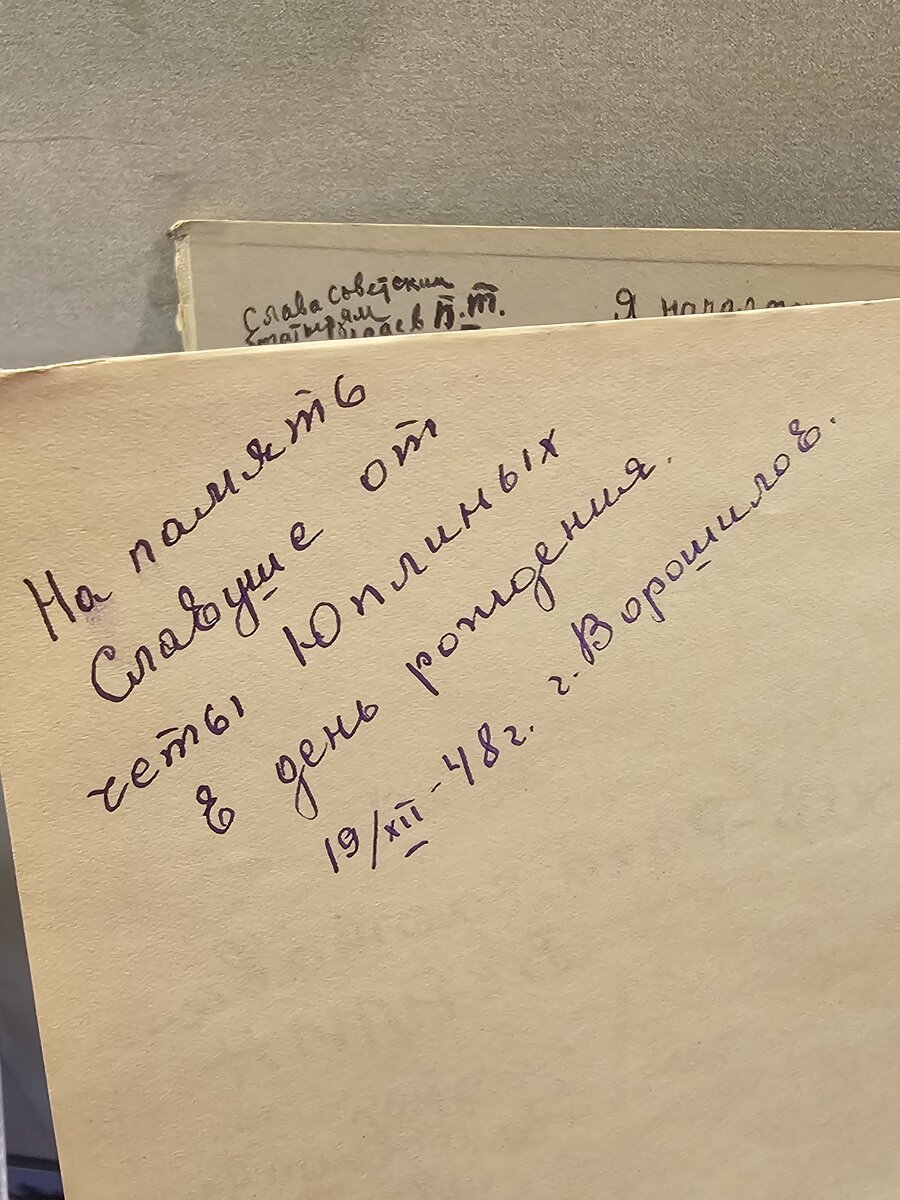 Слава советским
П.Т.
Я
На память
Славуше от
четы Юплиных
в день рождения.
19/XII-48г. г. Ворошилов.